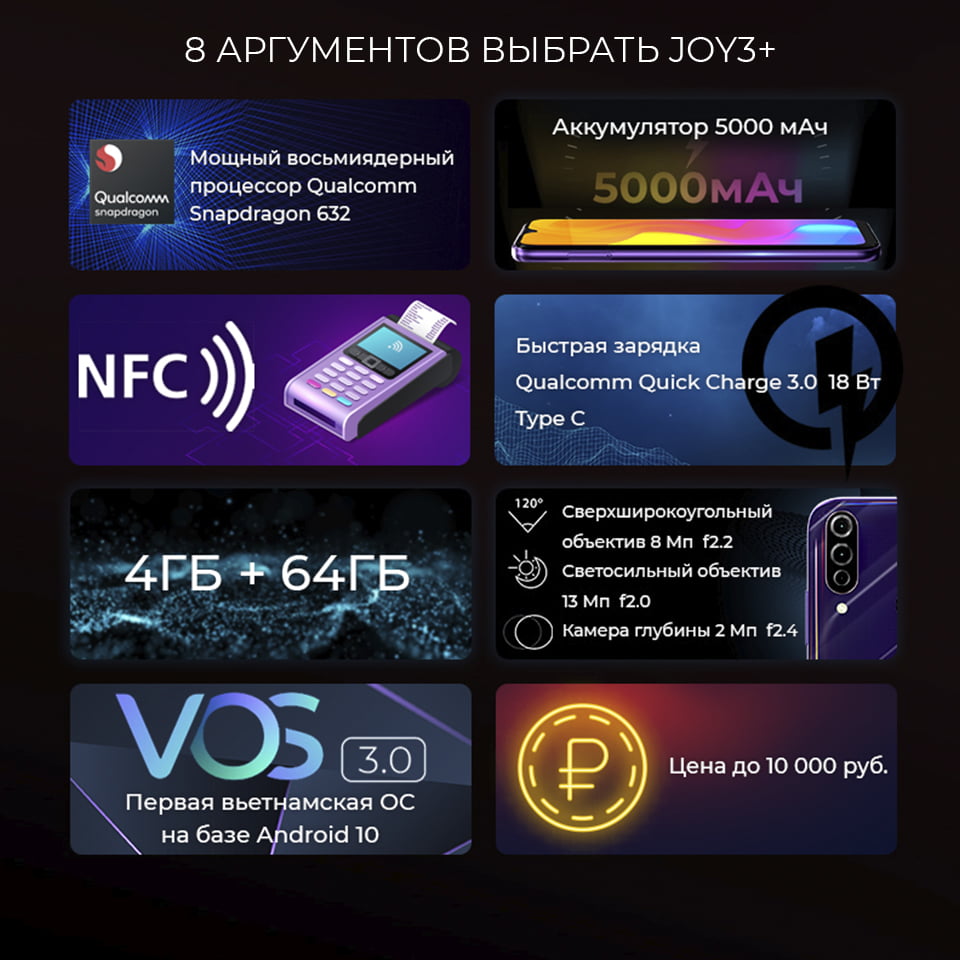 8 АРГУМЕНТОВ ВЫБРАТЬ JOY3+
Qualcomm
snapdragon
Мощный восьмиядерный
процессор Qualcomm
Snapdragon 632
Аккумулятор 5000 мАч
5000мАч
NFC
Быстрая зарядка
Qualcomm Quick Charge 3.0 18 Вт
Type C
4ГБ + 64ГБ
120°
Сверхширокоугольный
объектив 8 Мп f2.2
Светосильный объектив
13 Мп f2.0
Камера глубины 2 Мп f2.4
VOS
3.0
Первая вьетнамская ОС
на базе Android 10
₽
Цена до 10 000 руб.